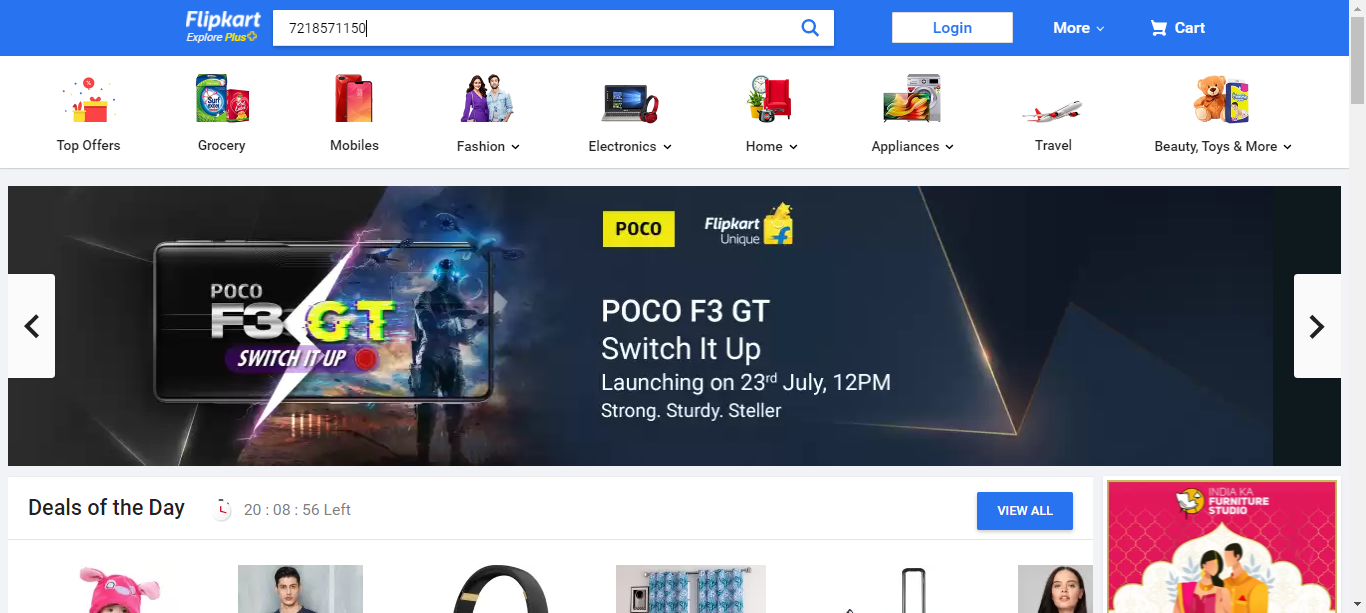 Flipkart
Explore Plus
7218571150
Login
More
Cart
Top Offers
Grocery
Mobiles
Fashion
Electronics
Home
Appliances
Travel
Beauty, Toys & More
POCO
F3 GT
SWITCH IT UP
POCO
Flipkart
Unique
POCO F3 GT
Switch It Up
Launching on 23rd July, 12PM
Strong. Sturdy. Steller
Deals of the Day
20 : 08 : 56 Left
VIEW ALL
INDIA KA
FURNITURE
STUDIO